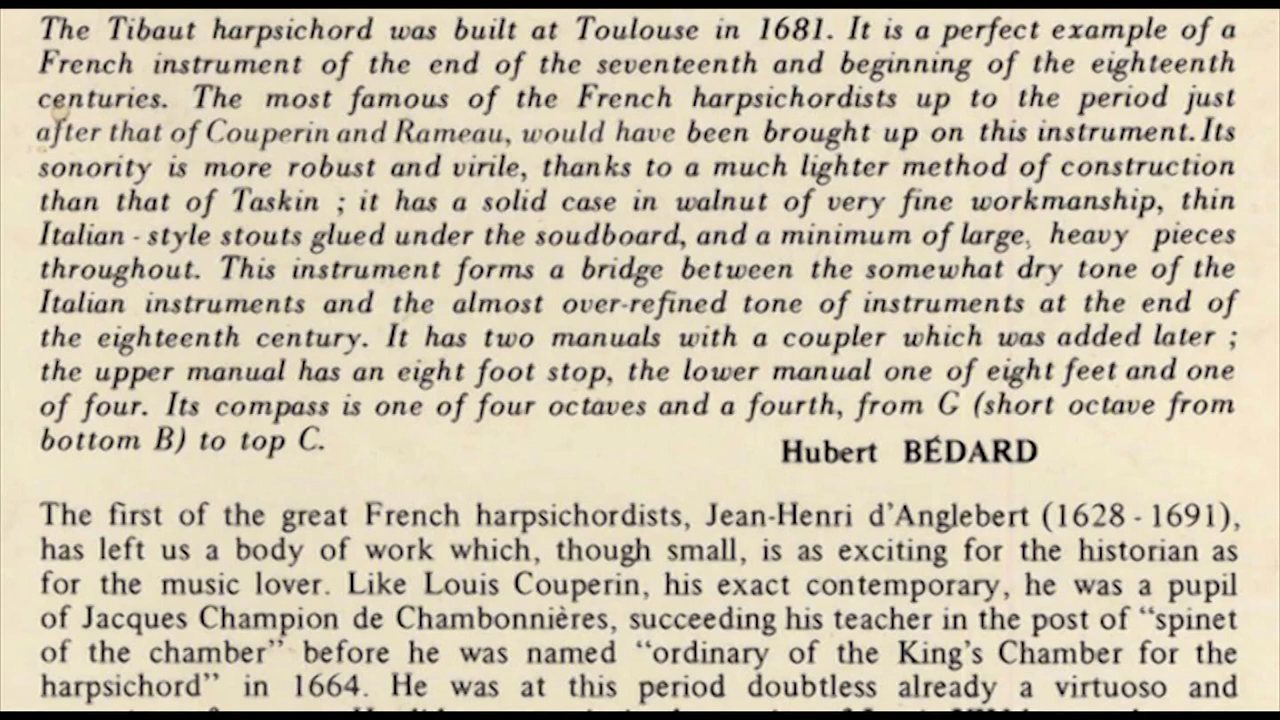 The Tibaut harpsichord was built at Toulouse in 1681. It is a perfect example of a
French instrument of the end of the seventeenth and beginning of the eighteenth
centuries. The most famous of the French harpsichordists up to the period just
after that of Couperin and Rameau, would have been brought up on this instrument. Its
sonority is more robust and virile, thanks to a much lighter method of construction
than that of Taskin ; it has a solid case in walnut of very fine workmanship, thin
Italian - style stouts glued under the soudboard, and a minimum of large, heavy pieces
throughout. This instrument forms a bridge between the somewhat dry tone of the
Italian instruments and the almost over-refined tone of instruments at the end of
the eighteenth century. It has two manuals with a coupler which was added later ;
the upper manual has an eight foot stop, the lower manual one of eight feet and one
of four. Its compass is one of four octaves and a fourth, from G (short octave from
bottom B) to top C.
Hubert BÉDARD
The first of the great French harpsichordists, Jean-Henri d'Anglebert (1628 - 1691),
has left us a body of work which, though small, is as exciting for the historian as
for the music lover. Like Louis Couperin, his exact contemporary, he was a pupil
of Jacques Champion de Chambonnières, succeeding his teacher in the post of “spinet
of the chamber” before he was named “ordinary of the King's Chamber for the
harpsichord” in 1664. He was at this period doubtless already a virtuoso and